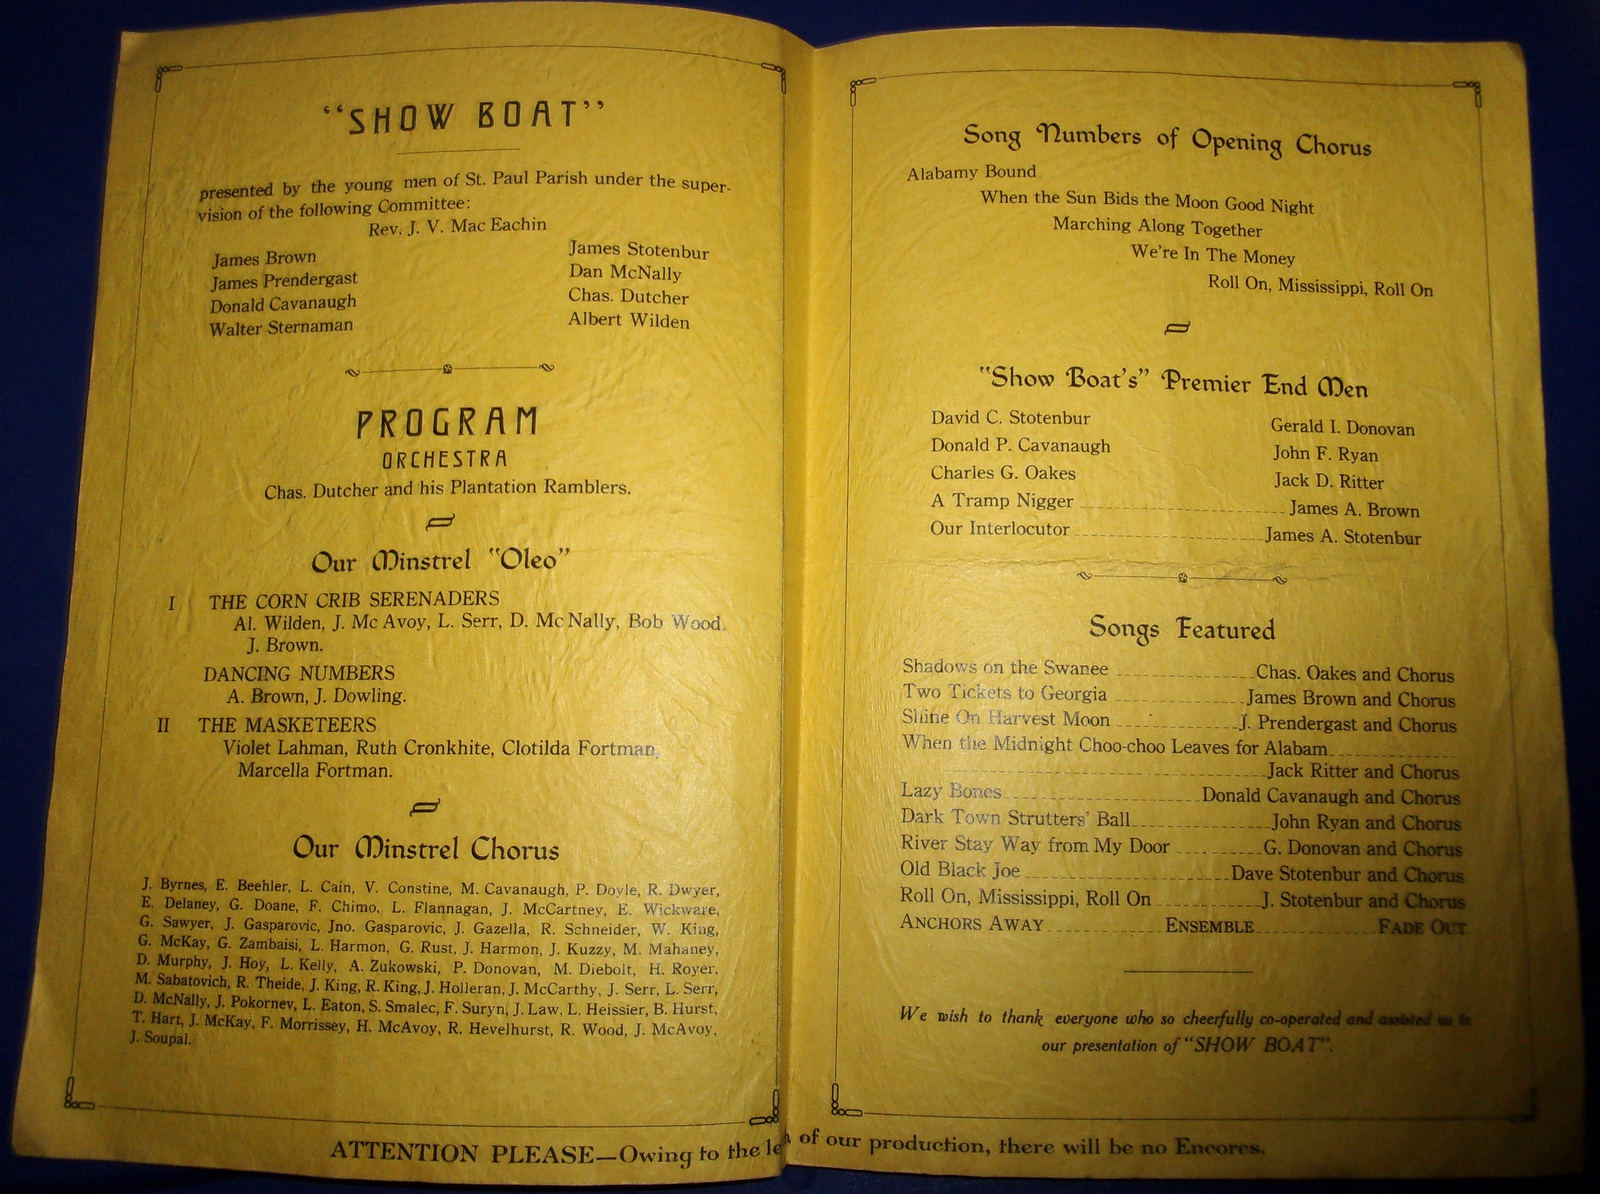 "SHOW BOAT"
presented by the young men of St. Paul Parish under the super-
vision of the following Committee:
Rev. J. V. Mac Eachin
James Brown
James Prendergast
Donald Cavanaugh
Walter Sternaman
James Stotenbur
Dan McNally
Chas. Dutcher
Albert Wilden
PROGRAM
ORCHESTRA
Chas. Dutcher and his Plantation Ramblers.
Our Minstrel "Oleo"
I THE CORN CRIB SERENADERS
Al. Wilden, J. Mc Avoy, L. Serr, D. Mc Nally, Bob Wood.
J. Brown.
DANCING NUMBERS
A. Brown, J. Dowling.
II THE MASKETEERS
Violet Lahman, Ruth Cronkhite, Clotilda Fortman,
Marcella Fortman.
Our Minstrel Chorus
J. Byrnes, E. Beehler, L. Cain, V. Constine, M. Cavanaugh, P. Doyle, R. Dwyer,
E. Delaney, G. Doane, F. Chimo, L. Flannagan, J. McCartney, E. Wickware,
G. Sawyer, J. Gasparovic, Jno. Gasparovic, J. Gazella, R. Schneider, W. King,
G. McKay, G. Zambaisi, L. Harmon, G. Rust, J. Harmon, J. Kuzzy, M. Mahaney,
D. Murphy, J. Hoy, L. Kelly, A. Zukowski, P. Donovan, M. Diebolt, H. Royer,
M. Sabatovich, R. Theide, J. King, R. King, J. Holleran, J. McCarthy, J. Serr, L. Serr,
D. McNally, J. Pokornev, L. Eaton, S. Smalec, F. Suryn, J. Law, L. Heissier, B. Hurst,
T. Hart, J. McKay, F. Morrissey, H. McAvoy, R. Hevelhurst, R. Wood, J. McAvoy,
J. Soupal.
Song Numbers of Opening Chorus
Alabamy Bound
When the Sun Bids the Moon Good Night
Marching Along Together
We're In The Money
Roll On, Mississippi, Roll On
"Show Boat's" Premier End Men
David C. Stotenbur Gerald I. Donovan
Donald P. Cavanaugh John F. Ryan
Charles G. Oakes Jack D. Ritter
A Tramp Nigger James A. Brown
Our Interlocutor James A. Stotenbur
Songs Featured
Shadows on the Swanee Chas. Oakes and Chorus
Two Tickets to Georgia James Brown and Chorus
Shine On Harvest Moon J. Prendergast and Chorus
When the Midnight Choo-choo Leaves for Alabam
Jack Ritter and Chorus
Lazy Bones Donald Cavanaugh and Chorus
Dark Town Strutters' Ball John Ryan and Chorus
River Stay Way from My Door G. Donovan and Chorus
Old Black Joe Dave Stotenbur and Chorus
Roll On, Mississippi, Roll On J. Stotenbur and Chorus
ANCHORS AWAY ENSEMBLE FADE OUT
We wish to thank everyone who so cheerfully co-operated and assisted us in
our presentation of "SHOW BOAT".
ATTENTION PLEASE—Owing to the le h of our production, there will be no Encores.